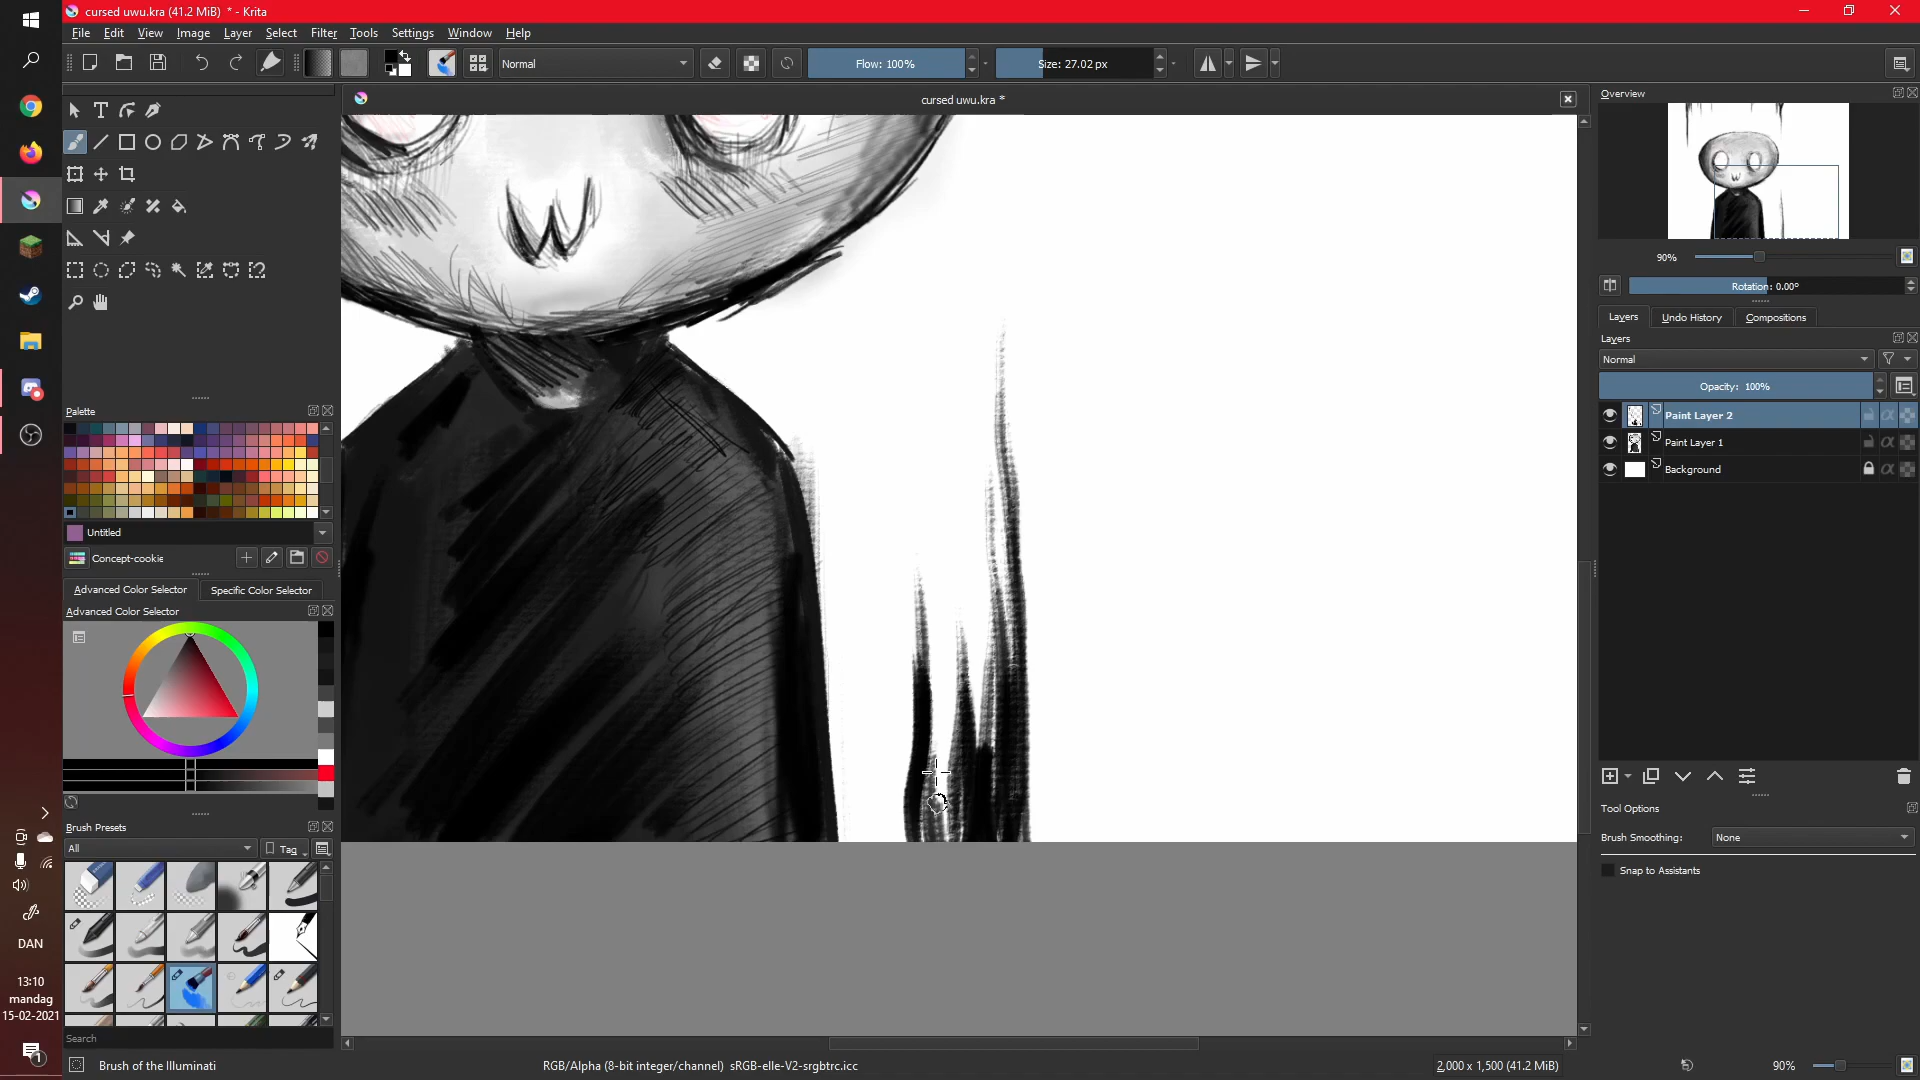 cursed uwu.kra (41.2 MiB) * - Krita
File Edit View Image Layer Select Filter Tools Settings Window Help
Normal
Flow: 100%
Size: 27.02 px
cursed uwu.kra *
Overview
90%
Rotation: 0.00°
Layers Undo History Compositions
Layers
Normal
Opacity: 100%
Paint Layer 2
Paint Layer 1
Background
Tool Options
Brush Smoothing: None
Snap to Assistants
Palette
Untitled
Concept-cookie
Advanced Color Selector Specific Color Selector
Advanced Color Selector
Brush Presets
All
Tag
Search
DAN
13:10
mandag
15-02-2021
1
Brush of the Illuminati
RGB/Alpha (8-bit integer/channel) sRGB-elle-V2-srgbtrc.icc
2,000 x 1,500 (41.2 MiB)
90%